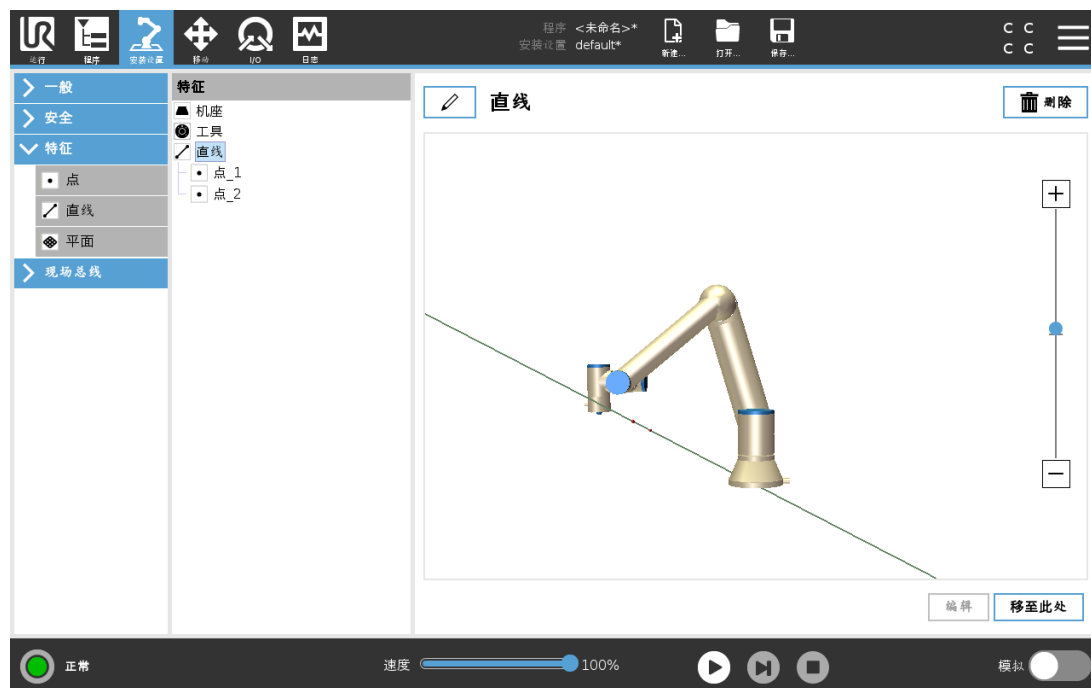 UR
运行
程序
安装设置
移动
I/O
日志
程序 <未命名>*
安装设置 default*
新建...
打开...
保存...
C C
C C
一般
安全
特征
点
直线
平面
现场总线
特征
机座
工具
直线
点_1
点_2
直线
删除
编辑
移至此处
正常
速度 100%
模拟